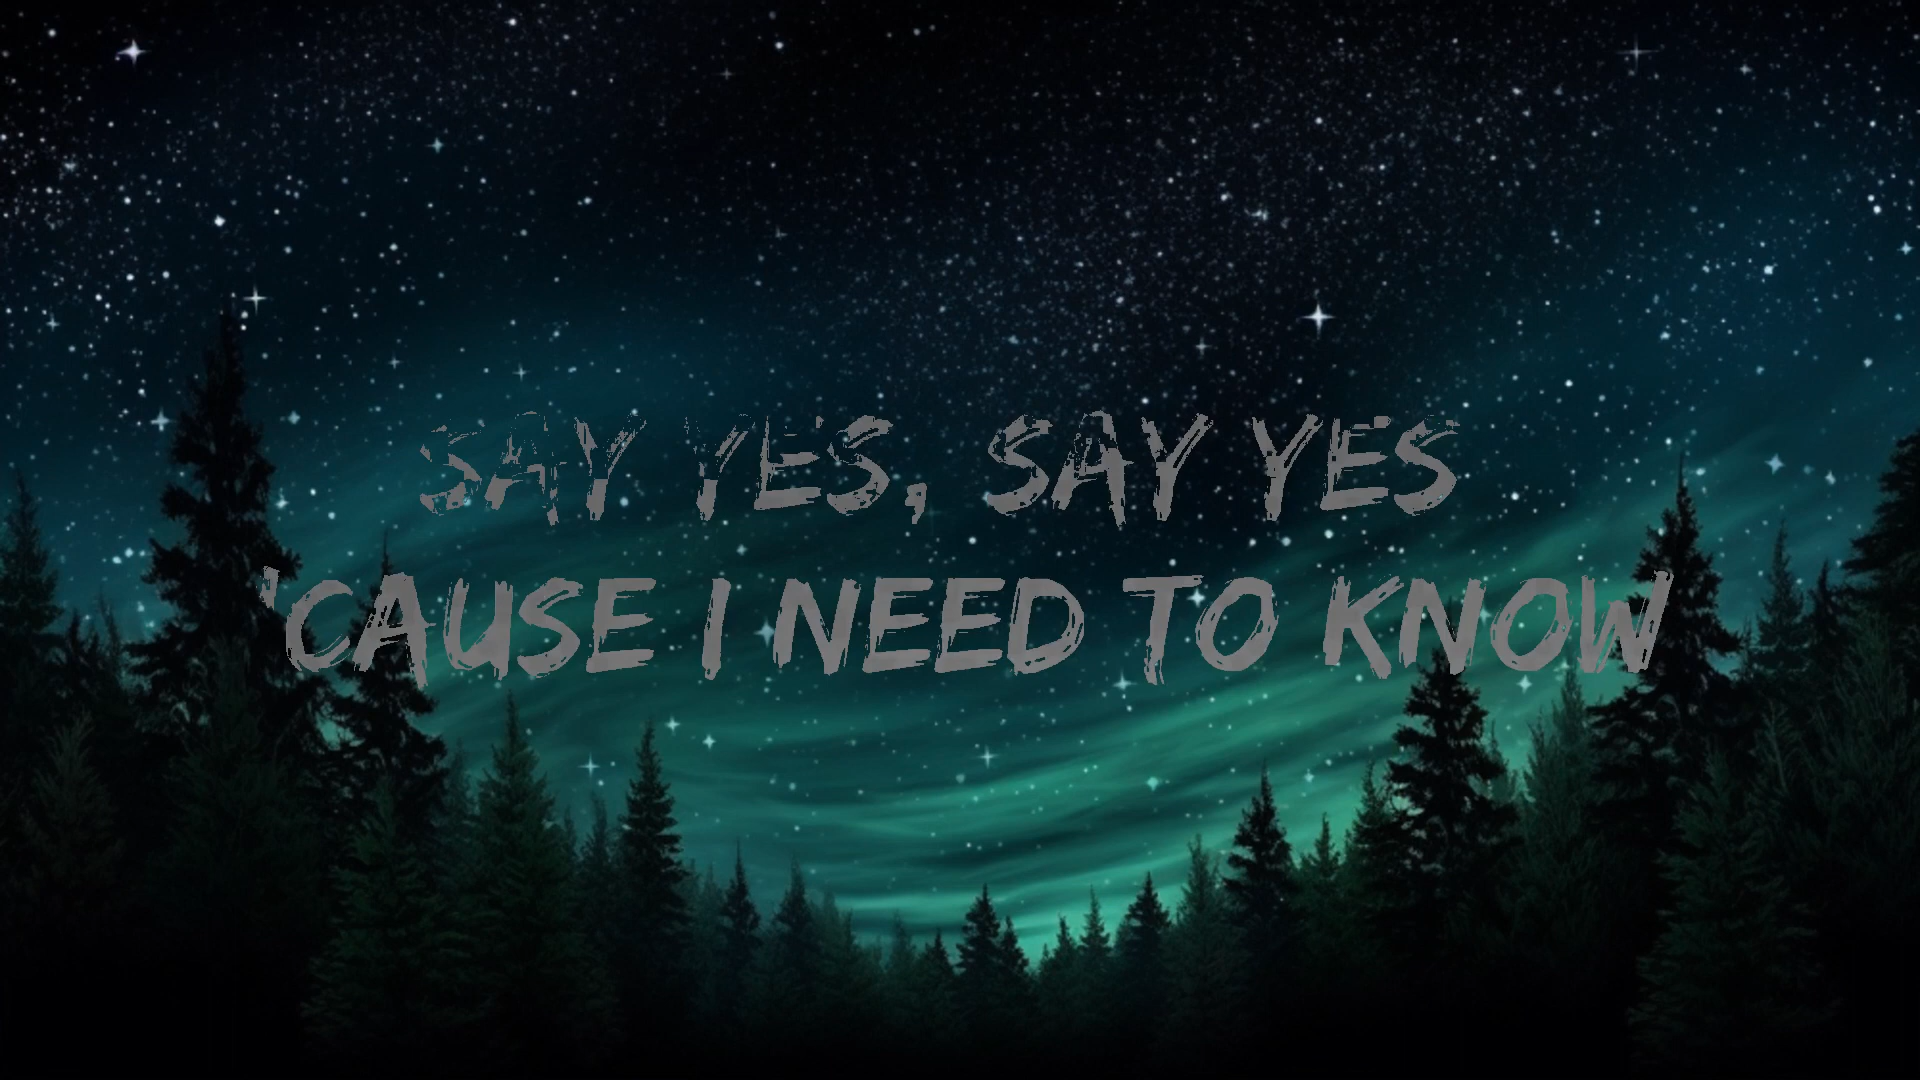 SAY YES, SAY YES
'CAUSE I NEED TO KNOW